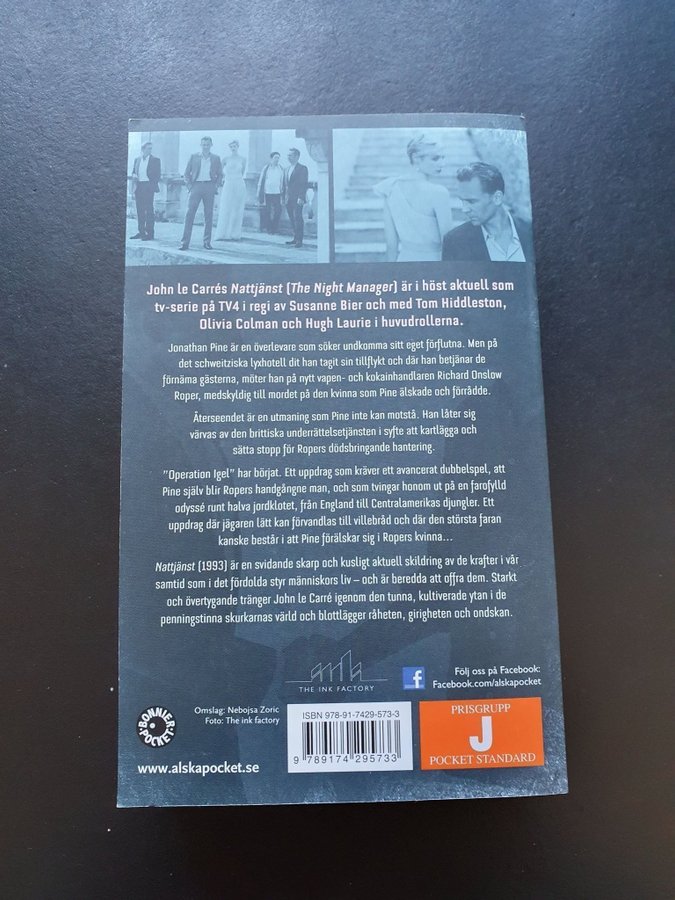 John le Carrés Nattjänst (The Night Manager) är i höst aktuell som
tv-serie på TV4 i regi av Susanne Bier och med Tom Hiddleston,
Olivia Colman och Hugh Laurie i huvudrollerna.
Jonathan Pine är en överlevare som söker undkomma sitt eget förflutna. Men på
det schweitziska lyxhotell dit han tagit sin tillflykt och där han betjänar de
förnäma gästerna, möter han på nytt vapen- och kokainhandlaren Richard Onslow
Roper, medskyldig till mordet på den kvinna som Pine älskade och förrådde.
Återseendet är en utmaning som Pine inte kan motstå. Han låter sig
värvas av den brittiska underrättelsetjänsten i syfte att kartlägga och
sätta stopp för Ropers dödsbringande hantering.
”Operation Igel” har börjat. Ett uppdrag som kräver ett avancerat dubbelspel, att
Pine själv blir Ropers handgångne man, och som tvingar honom ut på en farofylld
odyssé runt halva jordklotet, från England till Centralamerikas djungler. Ett
uppdrag där jägaren lätt kan förvandlas till villebråd och där den största faran
kanske består i att Pine förälskar sig i Ropers kvinna...
Nattjänst (1993) är en svidande skarp och kusligt aktuell skildring av de krafter i vår
samtid som i det fördolda styr människors liv – och är beredda att offra dem. Starkt
och övertygande tränger John le Carré igenom den tunna, kultiverade ytan i de
penningstinna skurkarnas värld och blottlägger råheten, girigheten och ondskan.
THE INK FACTORY
f
Följ oss på Facebook:
Facebook.com/alskapocket
BONNIER
POCKET
Omslag: Nebojsa Zoric
Foto: The ink factory
www.alskapocket.se
ISBN 978-91-7429-573-3
9 789174 295733
PRISGRUPP
J
POCKET STANDARD